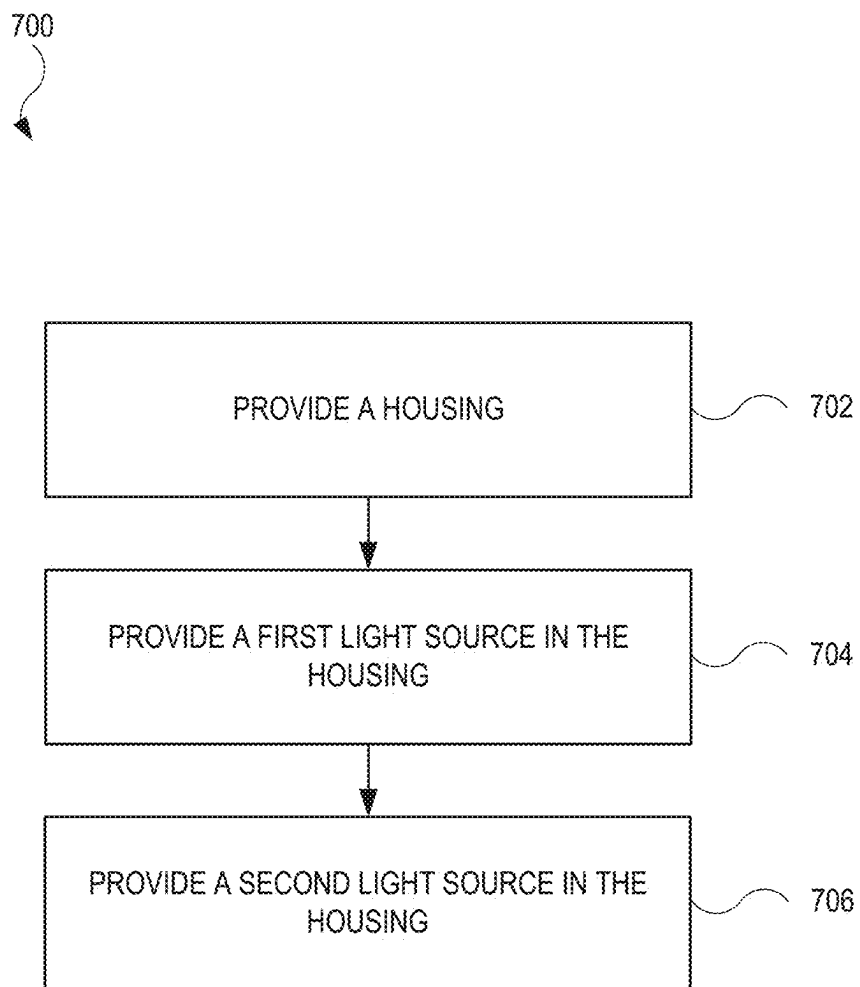 700
PROVIDE A HOUSING
702
PROVIDE A FIRST LIGHT SOURCE IN THE
HOUSING
704
PROVIDE A SECOND LIGHT SOURCE IN THE
HOUSING
706